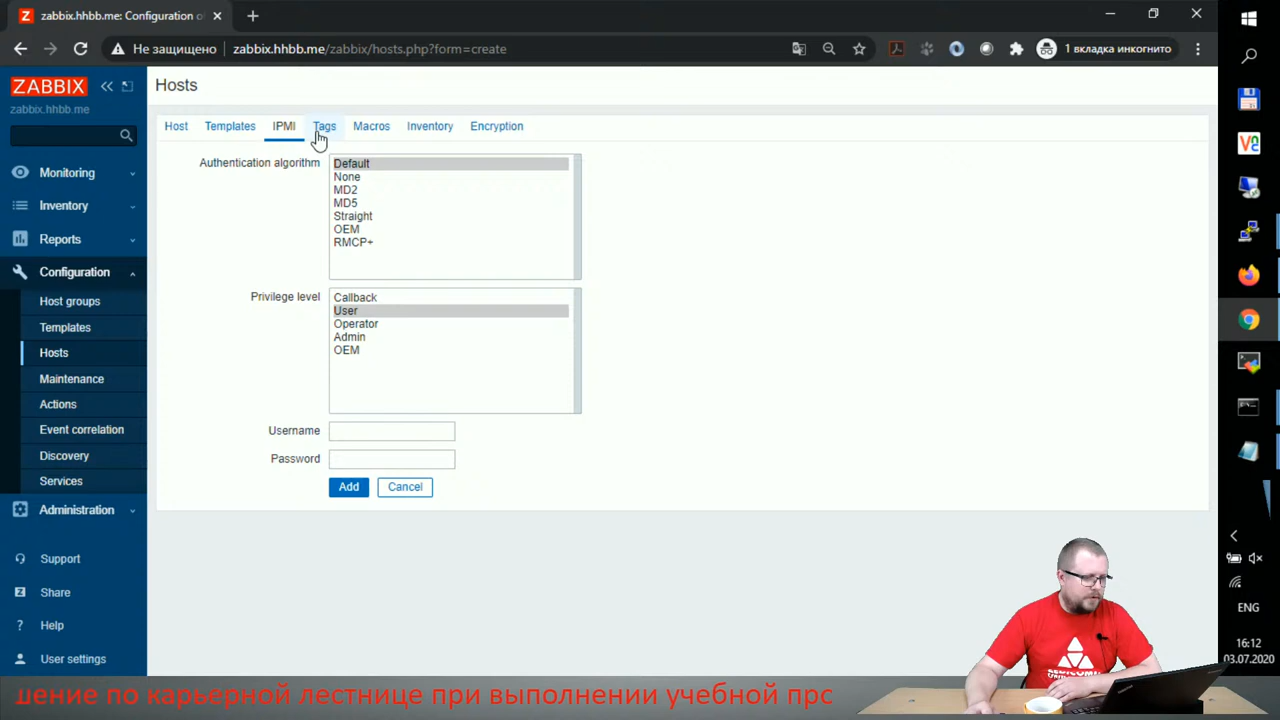 zabbix.hhbb.me: Configuration o
Не защищено zabbix.hhbb.me/zabbix/hosts.php?form=create
1 вкладка инкогнито
ZABBIX
zabbix.hhbb.me
Monitoring
Inventory
Reports
Configuration
Host groups
Templates
Hosts
Maintenance
Actions
Event correlation
Discovery
Services
Administration
Support
Share
Help
User settings
Hosts
Host Templates IPMI Tags Macros Inventory Encryption
Authentication algorithm
Default
None
MD2
MD5
Straight
OEM
RMCP+
Privilege level
Callback
User
Operator
Admin
OEM
Username
Password
Add Cancel
ENG
16:12
03.07.2020
шение по карьерной лестнице при выполнении учебной прс